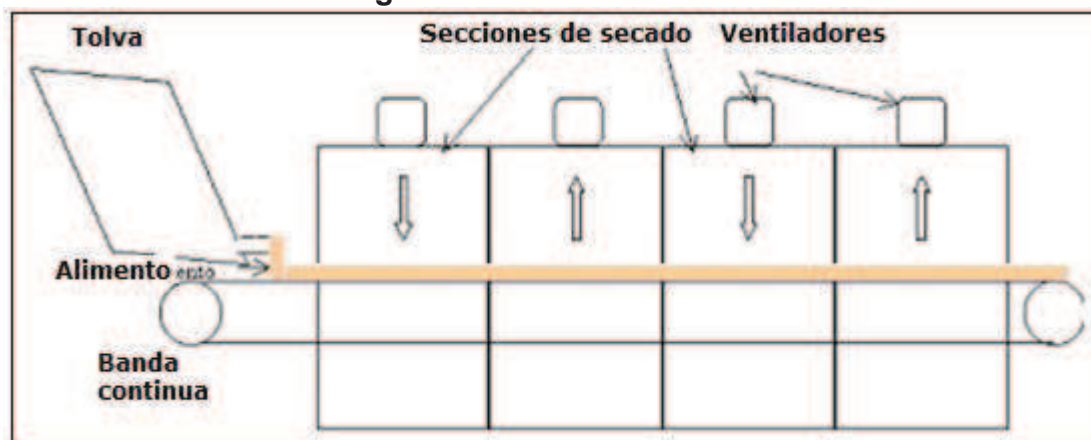 Tolva
Secciones de secado
Ventiladores
Alimento
ento
Banda
continua